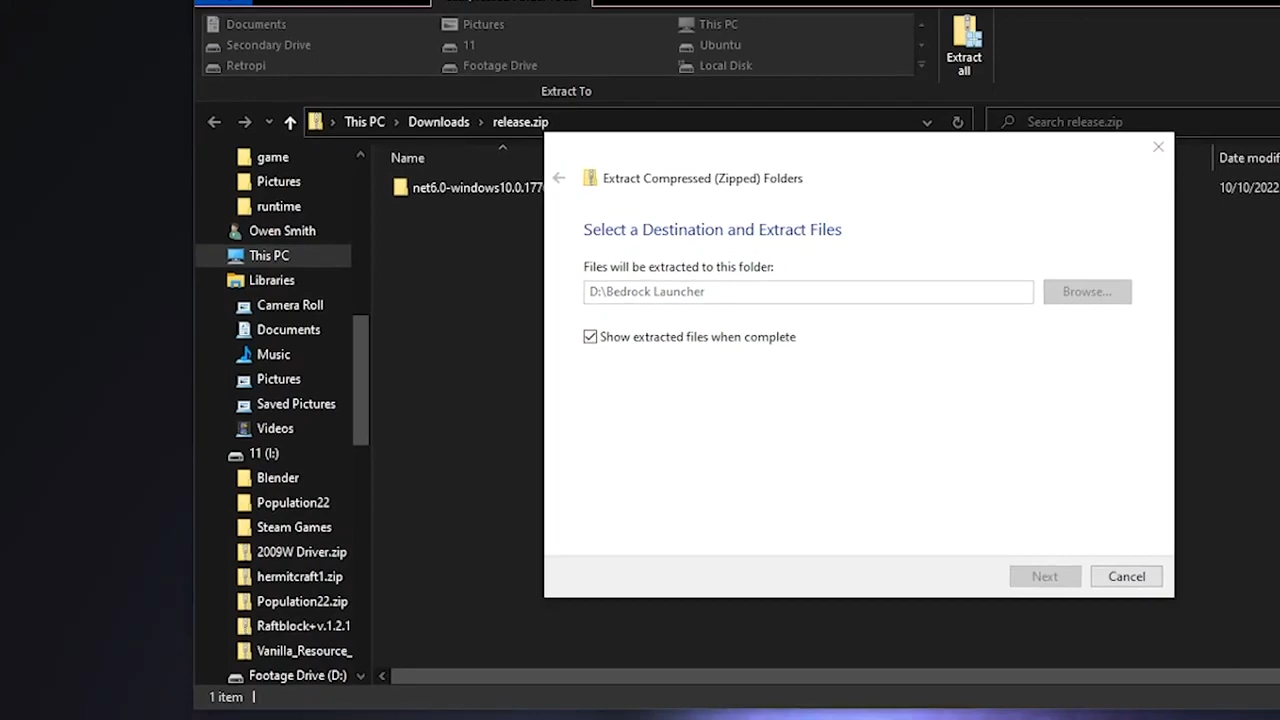 Documents Pictures This PC
Secondary Drive 11 Ubuntu
Retropi Footage Drive Local Disk
Extract all
Extract To
This PC > Downloads > release.zip
Search release.zip
Name
Date modifi
net6.0-windows10.0.177
10/10/2022
game
Pictures
runtime
Owen Smith
This PC
Libraries
Camera Roll
Documents
Music
Pictures
Saved Pictures
Videos
11 (I:)
Blender
Population22
Steam Games
2009W Driver.zip
hermitcraft1.zip
Population22.zip
Raftblock+v.1.2.1
Vanilla_Resource_
Footage Drive (D:)
1 item
Extract Compressed (Zipped) Folders
Select a Destination and Extract Files
Files will be extracted to this folder:
D:\Bedrock Launcher
Browse...
Show extracted files when complete
Next
Cancel